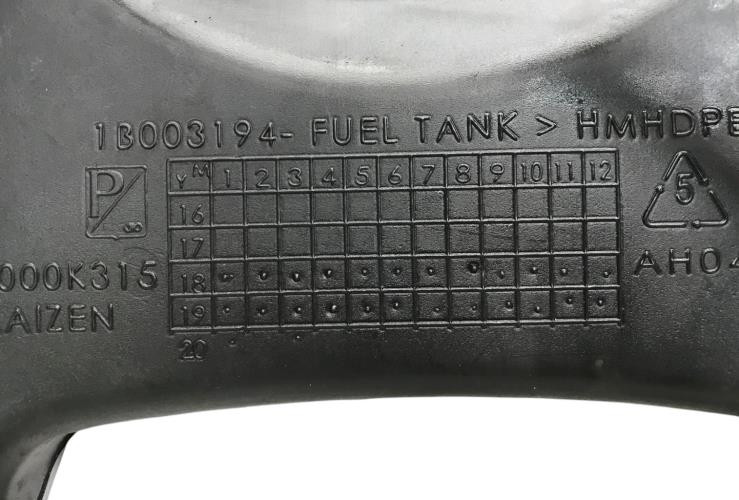 1B003194- FUEL TANK > HMHDPE
P
Y M 1 2 3 4 5 6 7 8 9 10 11 12
16
17
18
19
20
5
000K315
AIZEN
AH04